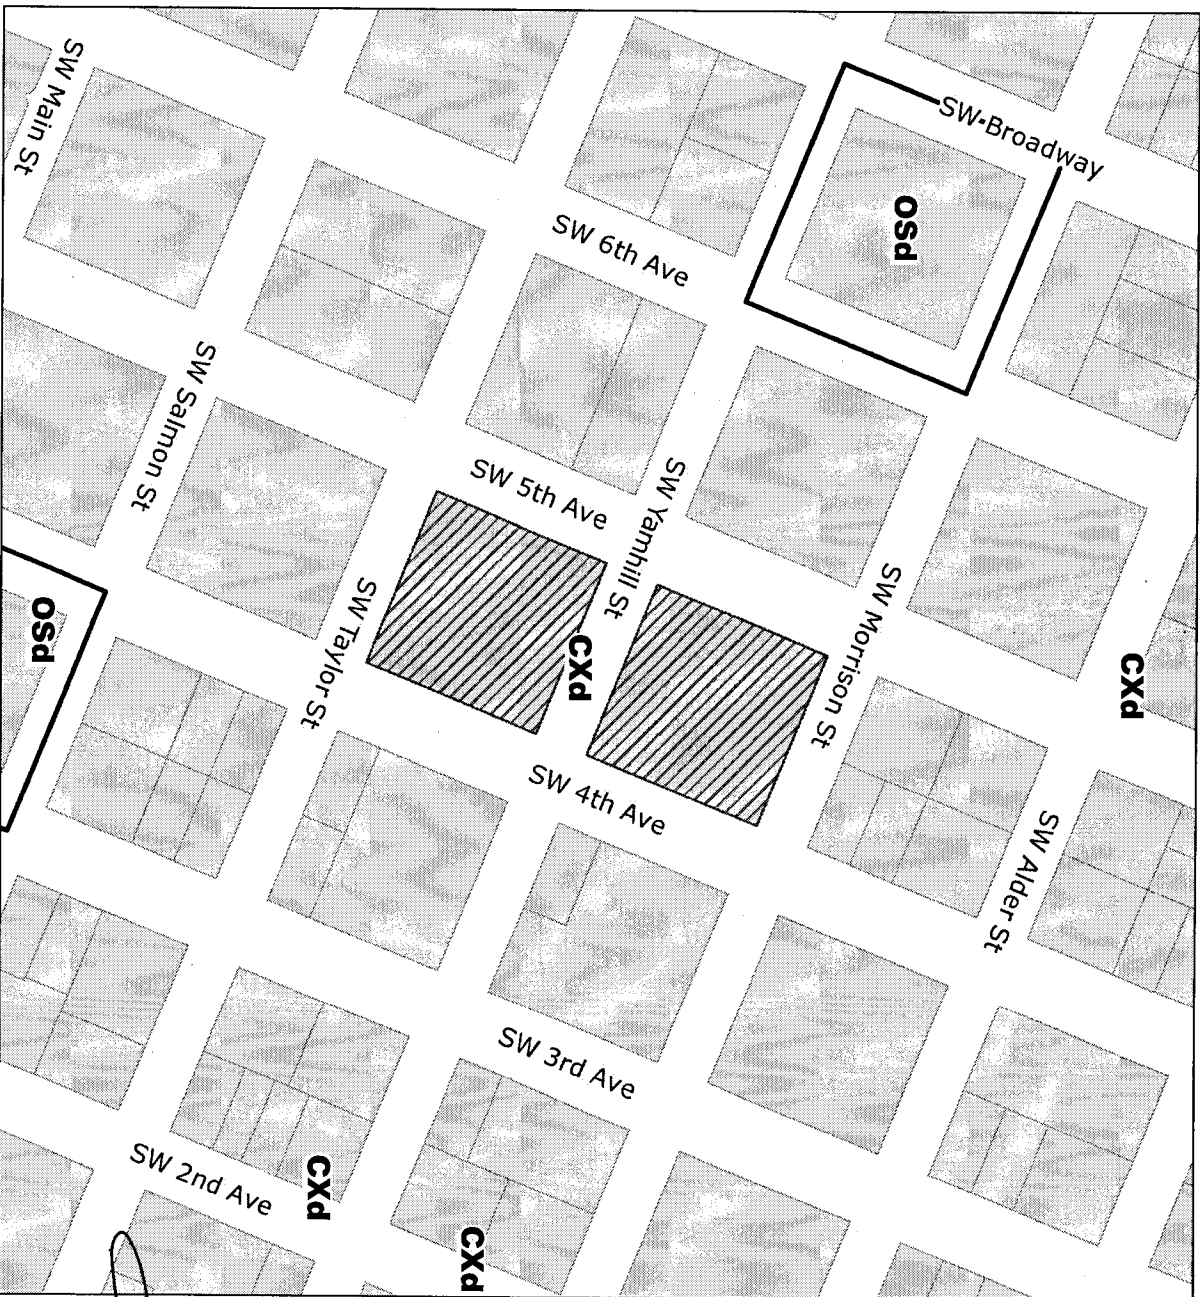 SW Main St
SW Broadway
OSd
SW 6th Ave
SW Salmon St
SW 5th Ave
SW Yamhill St
SW Morrison St
CXd
OSd
SW Taylor St
CXd
SW 4th Ave
SW Alder St
SW 3rd Ave
SW 2nd Ave
CXd
CXd